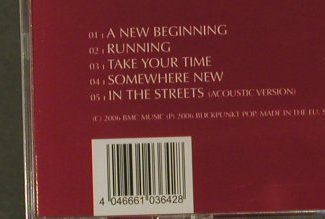 01 : A NEW BEGINNING
02 : RUNNING
03 : TAKE YOUR TIME
04 : SOMEWHERE NEW
05 : IN THE STREETS (ACOUSTIC VERSION)
(C) 2006 BMC MUSIC (P) 2006 BLICKPUNKT POP. MADE IN THE EU.
4 046661 036428